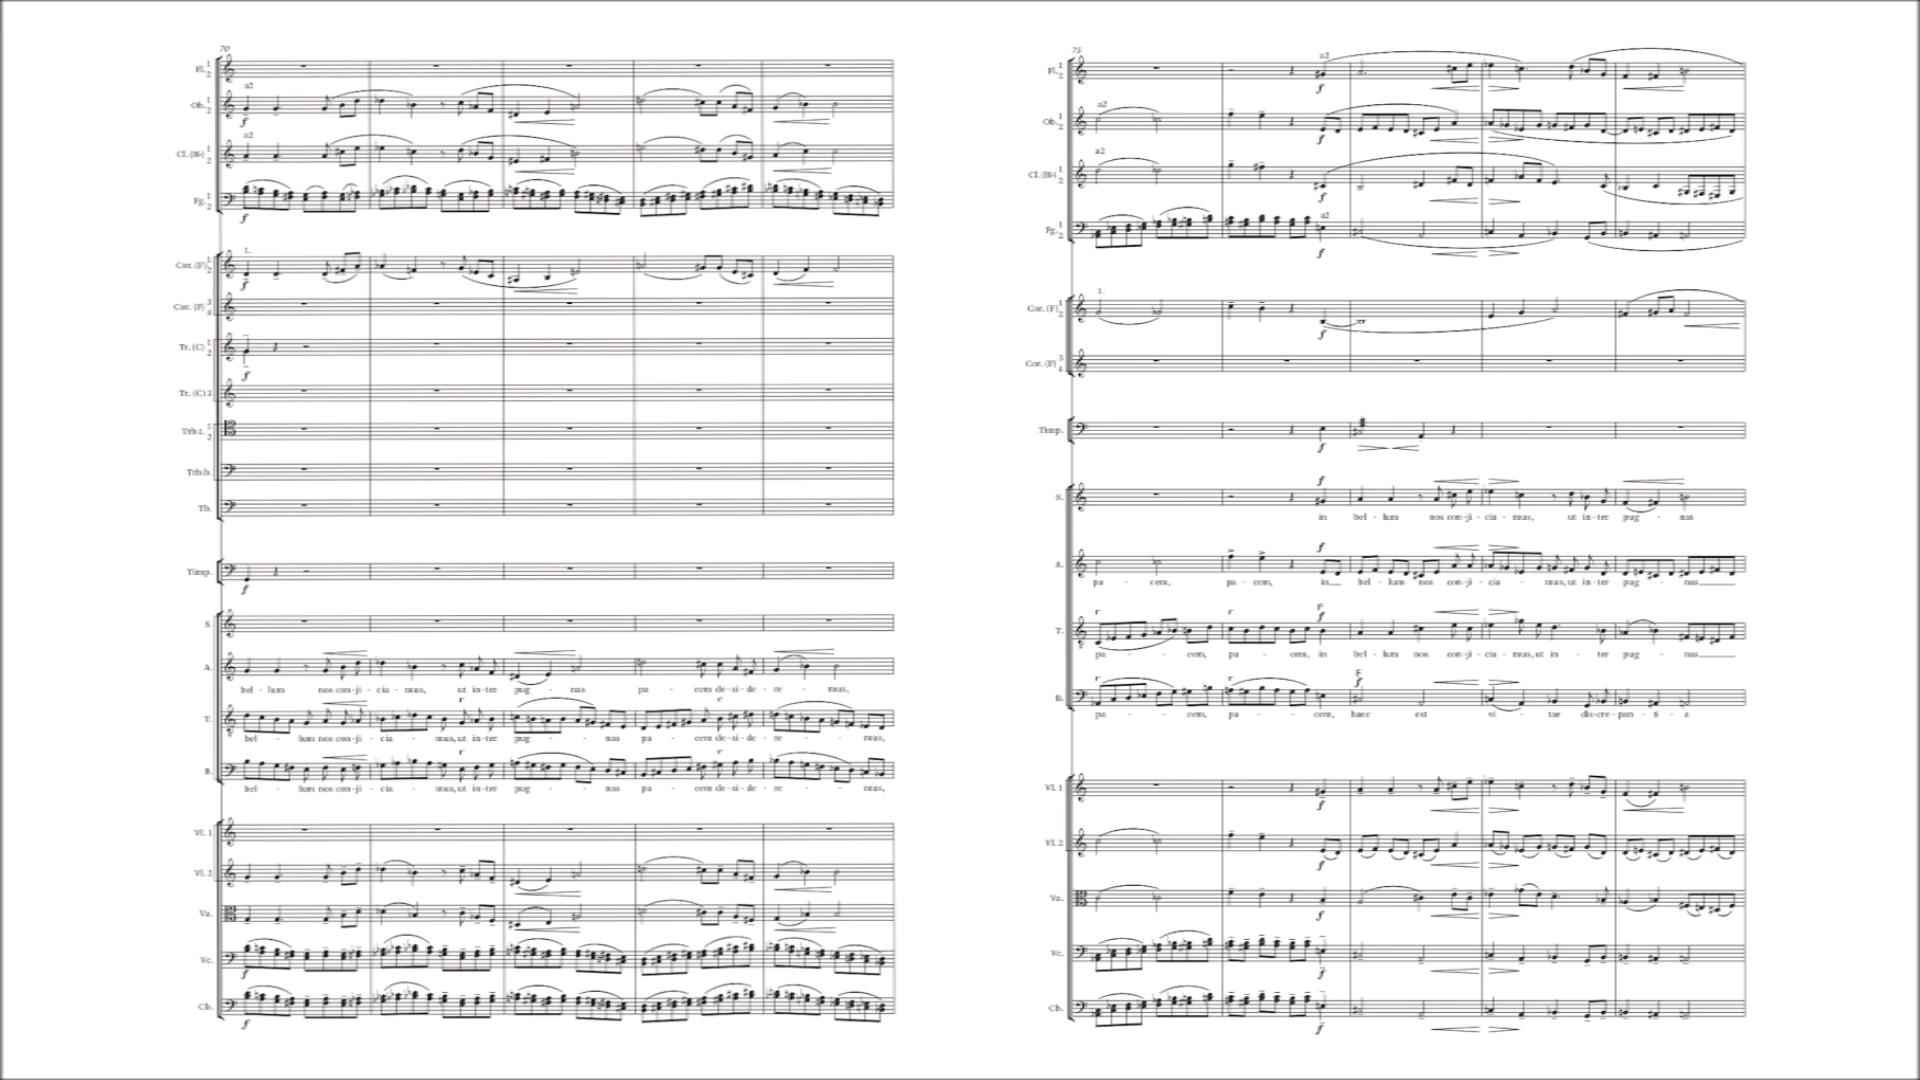 70
Fl. 1 2
a2
Ob. 1 2
f
a2
Cl. (B♭) 1 2
Fg. 1 2
f
1.
Cor. (F) 1 2
f
Cor. (F) 3 4
Tr. (C) 1 2
f
Tr. (C) 3
Trb.t. 1 2
Trb.b.
Tb.
Timp.
f
S.
A.
bel - lum nos con - ji - cia - mus, ut in - ter pug - nas pa - cem de - si - de - re - mus,
T.
bel - lum nos con - ji - cia - mus, ut in - ter pug - nas pa - cem de - si - de - re - mus,
B.
bel - lum nos con - ji - cia - mus, ut in - ter pug - nas pa - cem de - si - de - re - mus,
Vl. 1
Vl. 2
Va.
Vc.
f
Cb.
f
75
a2
Fl. 1 2
f
a2
Ob. 1 2
f
a2
Cl. (B♭) 1 2
f
a2
Fg. 1 2
f
1.
Cor. (F) 1 2
f
Cor. (F) 3 4
Timp.
f
f
S.
in bel - lum nos con - ji - cia - mus, ut in - ter pug - nas
f
A.
pa - cem, pa - cem, in bel - lum nos con - ji - cia - mus, ut in - ter pug - nas
f
T.
pa - cem, pa - cem, in bel - lum nos con - ji - cia - mus, ut in - ter pug - nas
f
B.
pa - cem, pa - cem, haec est vi - tae dis - cre - pan - ti - a
Vl. 1
f
Vl. 2
f
Va.
f
Vc.
f
Cb.
f